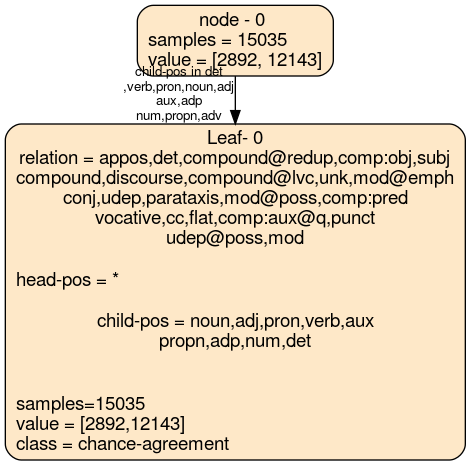 node - 0
samples = 15035
value = [2892, 12143]
child-pos in det
,verb,pron,noun,adj
aux,adp
num,propn,adv
Leaf- 0
relation = appos,det,compound@redup,comp:obj,subj
compound,discourse,compound@lvc,unk,mod@emph
conj,udep,parataxis,mod@poss,comp:pred
vocative,cc,flat,comp:aux@q,punct
udep@poss,mod
head-pos = *
child-pos = noun,adj,pron,verb,aux
propn,adp,num,det
samples=15035
value = [2892,12143]
class = chance-agreement